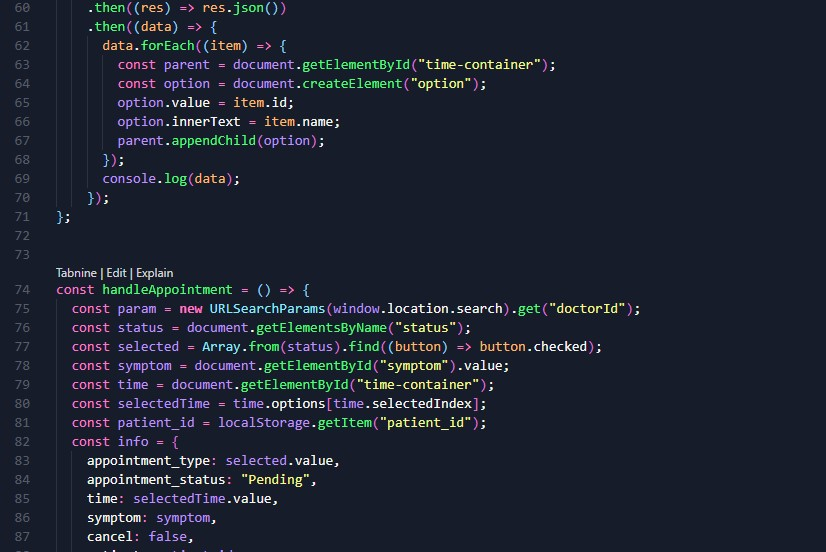 60 .then((res) => res.json())
61 .then((data) => {
62 data.forEach((item) => {
63 const parent = document.getElementById("time-container");
64 const option = document.createElement("option");
65 option.value = item.id;
66 option.innerText = item.name;
67 parent.appendChild(option);
68 });
69 console.log(data);
70 });
71 };
72
73
Tabnine | Edit | Explain
74 const handleAppointment = () => {
75 const param = new URLSearchParams(window.location.search).get("doctorId");
76 const status = document.getElementsByName("status");
77 const selected = Array.from(status).find((button) => button.checked);
78 const symptom = document.getElementById("symptom").value;
79 const time = document.getElementById("time-container");
80 const selectedTime = time.options[time.selectedIndex];
81 const patient_id = localStorage.getItem("patient_id");
82 const info = {
83 appointment_type: selected.value,
84 appointment_status: "Pending",
85 time: selectedTime.value,
86 symptom: symptom,
87 cancel: false,